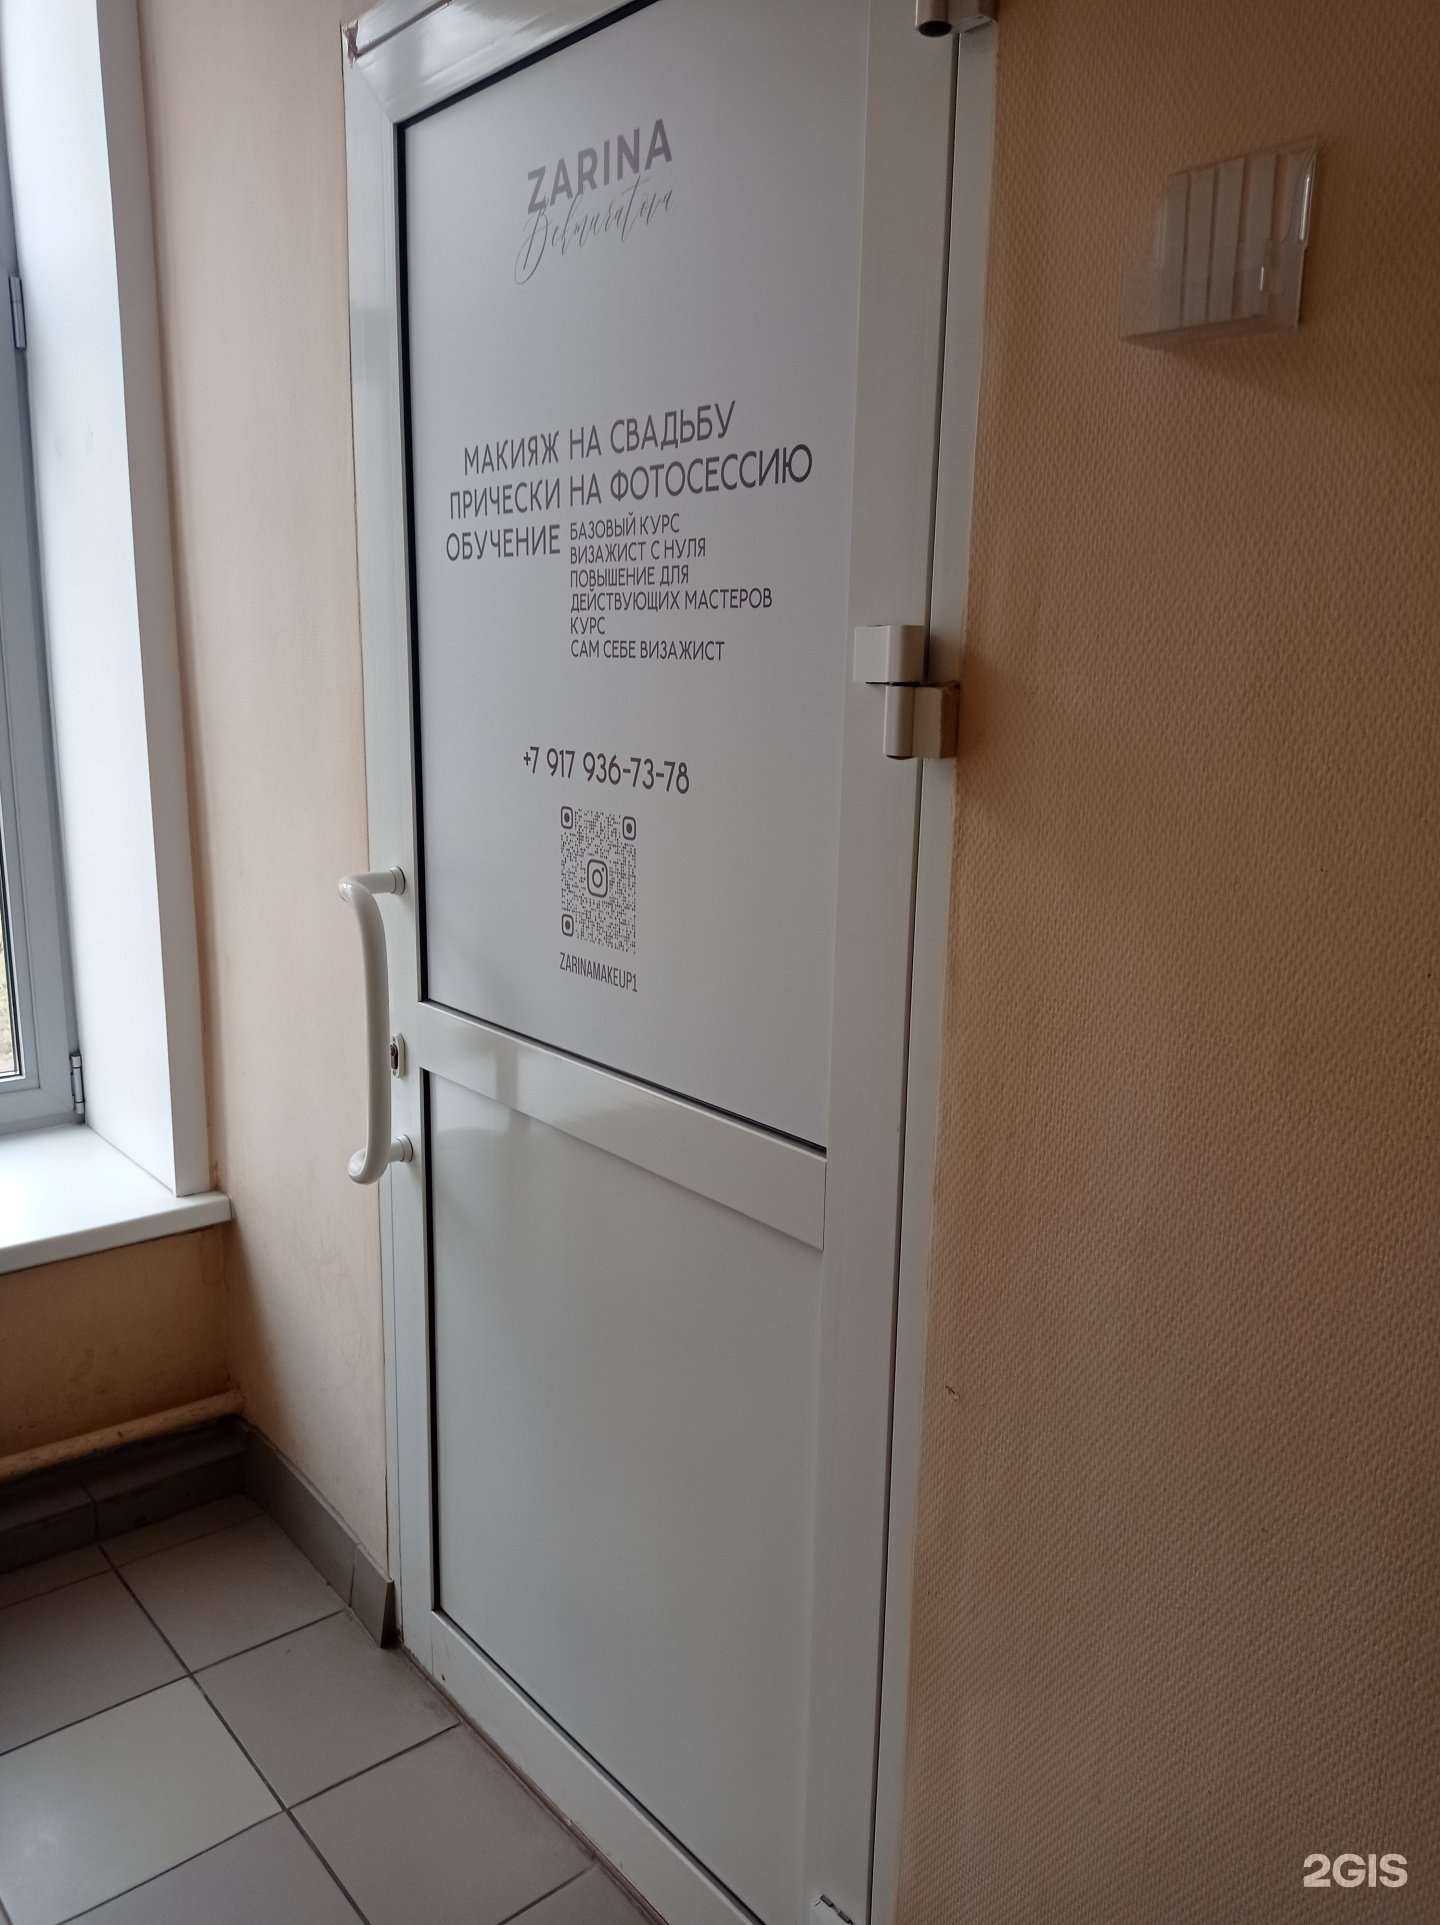 ZARINA
Bekmuratova
МАКИЯЖ НА СВАДЬБУ
ПРИЧЕСКИ НА ФОТОСЕССИЮ
ОБУЧЕНИЕ БАЗОВЫЙ КУРС
ВИЗАЖИСТ С НУЛЯ
ПОВЫШЕНИЕ ДЛЯ
ДЕЙСТВУЮЩИХ МАСТЕРОВ
КУРС
САМ СЕБЕ ВИЗАЖИСТ
+7 917 936-73-78
ZARINAMAKEUP1
2GIS